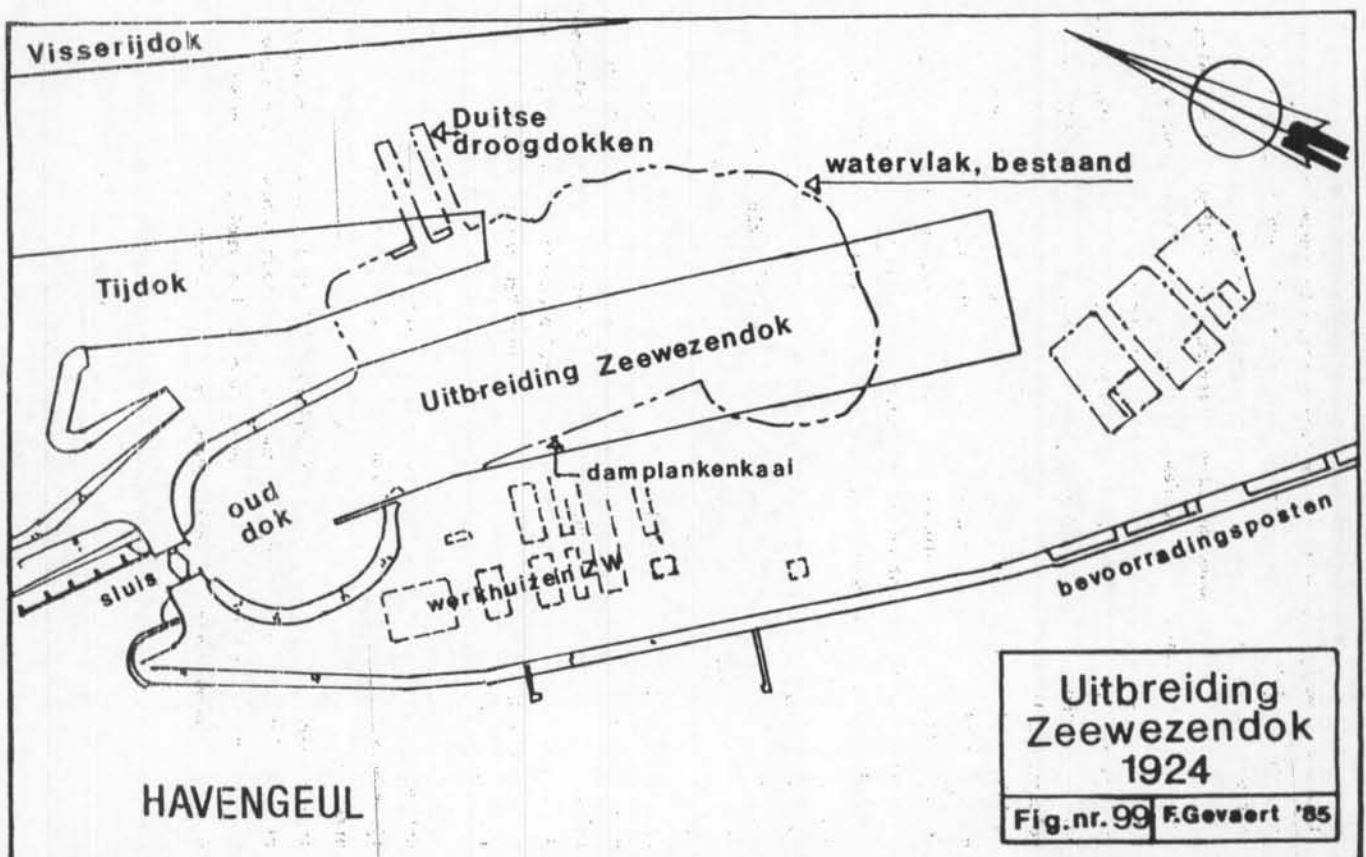 Visserijdok
Duitse
droogdokken
watervlak, bestaand
Tijdok
Uitbreiding Zeewezendok
damplankenkaai
oud
dok
sluis
werkhuizen ZW
bevoorradingsposten
HAVENGEUL
Uitbreiding
Zeewezendok
1924
Fig.nr. 99 F.Gevaert '85